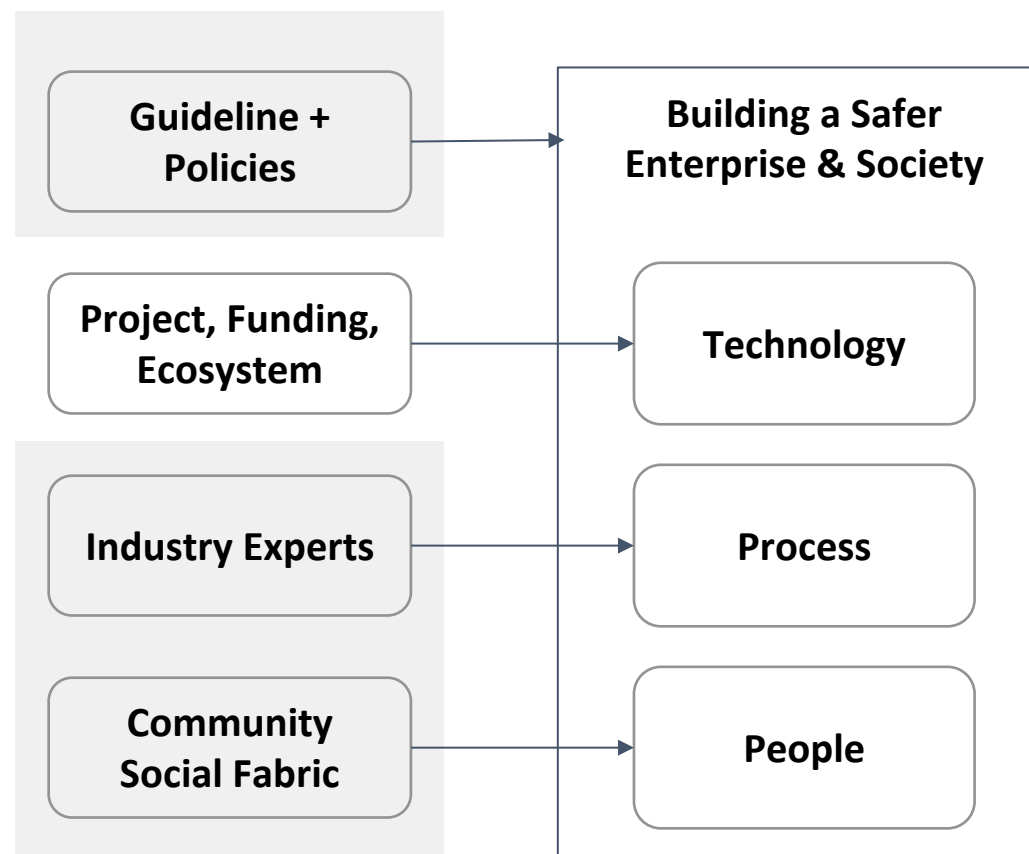 Guideline +
Policies
Building a Safer
Enterprise & Society
Project, Funding,
Ecosystem
Technology
Industry Experts
Process
Community
Social Fabric
People